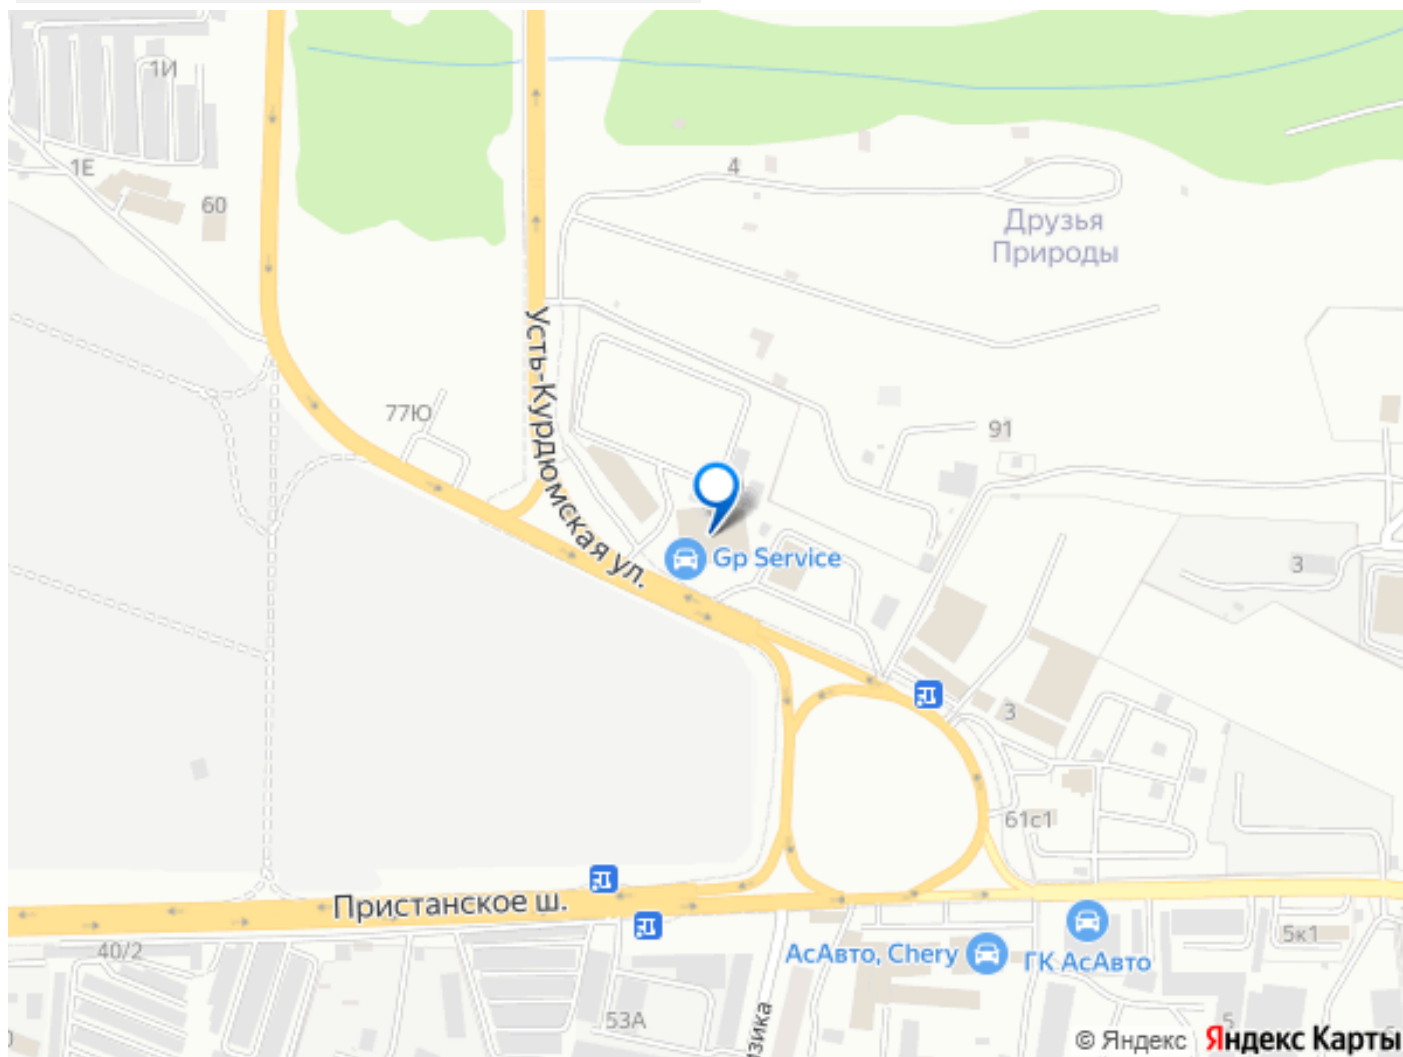 1И
1Е
60
4
Друзья
Природы
Усть-Курдюмская ул.
77Ю
91
Gp Service
3
3
61с1
Пристанское ш.
40/2
53А
АсАвто, Chery
ГК АсАвто
5к1
5
© Яндекс
Яндекс Карты